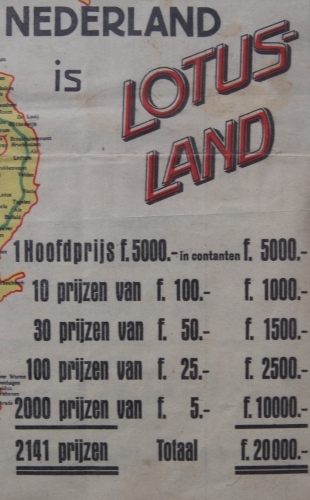 NEDERLAND
is
LOTUS-
LAND
1 Hoofdprijs f. 5000.- in contanten f. 5000.-
10 prijzen van f. 100.- f. 1000.-
30 prijzen van f. 50.- f. 1500.-
100 prijzen van f. 25.- f. 2500.-
2000 prijzen van f. 5.- f. 10000.-
2141 prijzen Totaal f. 20000.-